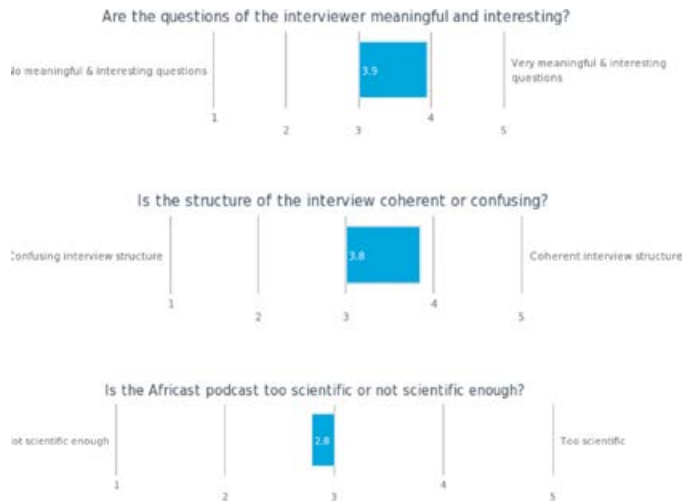 Are the questions of the interviewer meaningful and interesting?
No meaningful & interesting questions
3.9
Very meaningful & interesting
questions
1
2
3
4
5
Is the structure of the interview coherent or confusing?
Confusing interview structure
3.8
Coherent interview structure
1
2
3
4
5
Is the Africast podcast too scientific or not scientific enough?
ot scientific enough
2.8
Too scientific
1
2
3
4
5